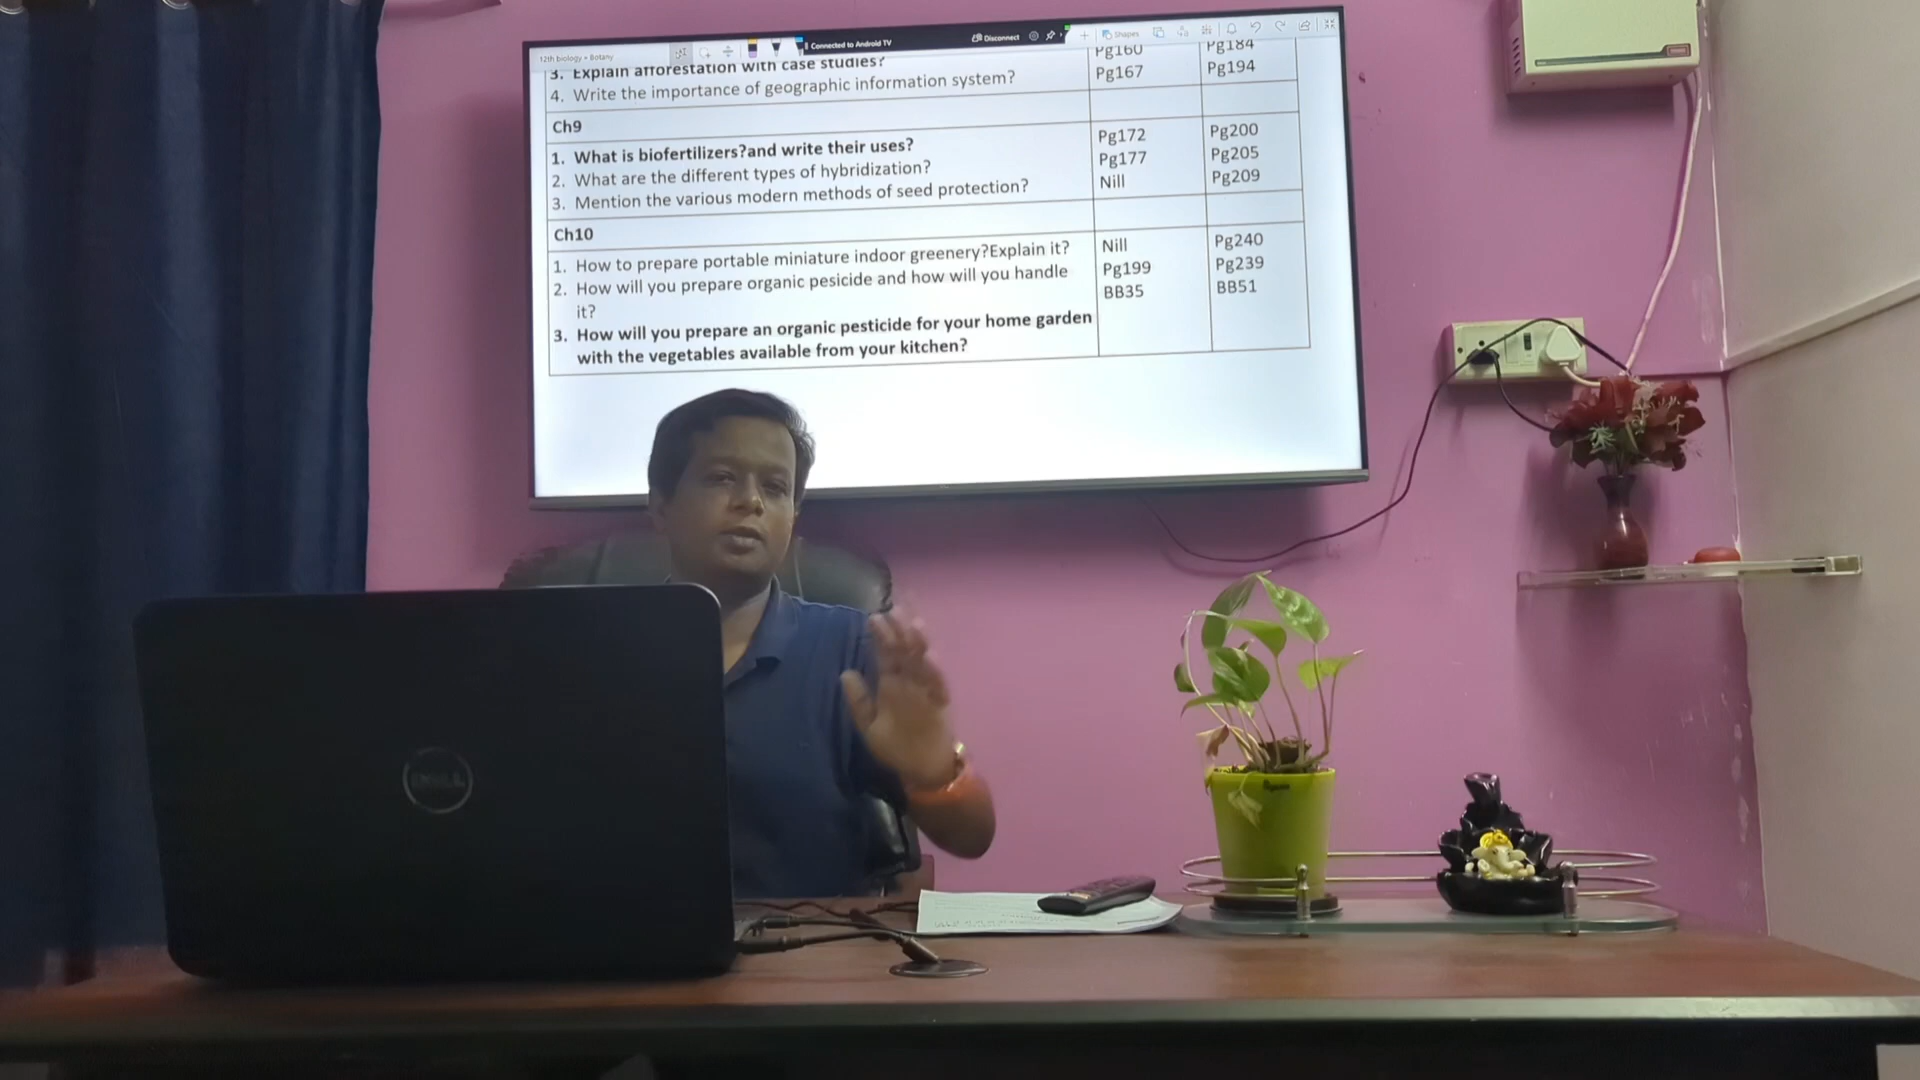 12th biology - Botany
Connected to Android TV
Disconnect
Shapes
3. Explain afforestation with case studies? Pg160 Pg184
4. Write the importance of geographic information system? Pg167 Pg194
Ch9
1. What is biofertilizers?and write their uses? Pg172 Pg200
2. What are the different types of hybridization? Pg177 Pg205
3. Mention the various modern methods of seed protection? Nill Pg209
Ch10
1. How to prepare portable miniature indoor greenery?Explain it? Nill Pg240
2. How will you prepare organic pesicide and how will you handle Pg199 Pg239
it? BB35 BB51
3. How will you prepare an organic pesticide for your home garden
with the vegetables available from your kitchen?
DELL